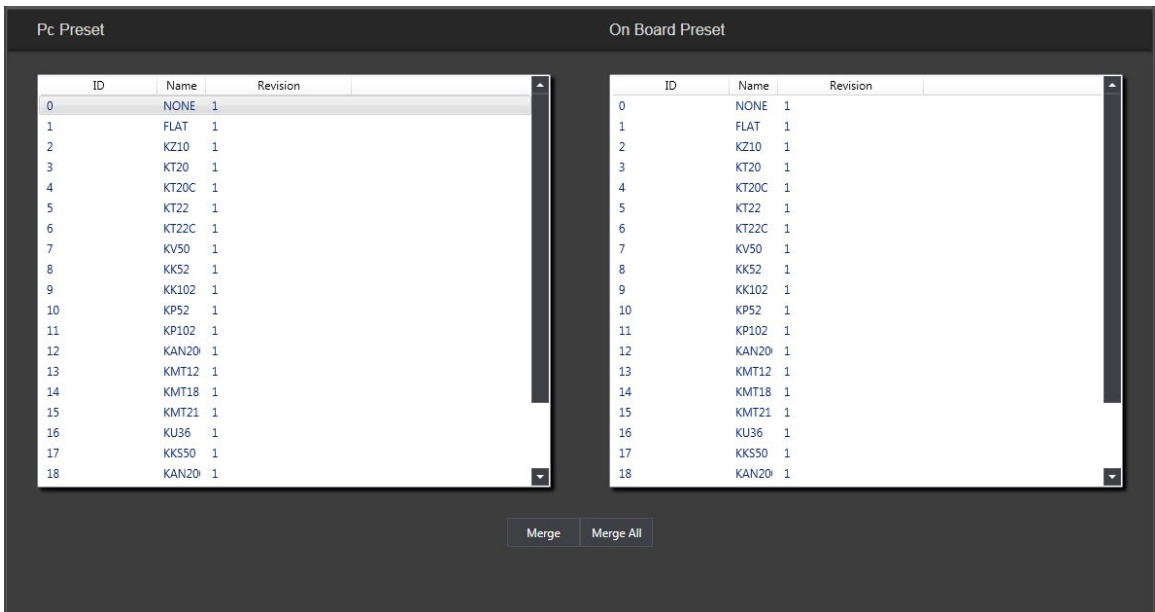 Pc Preset On Board Preset
ID Name Revision ID Name Revision
0 NONE 1 0 NONE 1
1 FLAT 1 1 FLAT 1
2 KZ10 1 2 KZ10 1
3 KT20 1 3 KT20 1
4 KT20C 1 4 KT20C 1
5 KT22 1 5 KT22 1
6 KT22C 1 6 KT22C 1
7 KV50 1 7 KV50 1
8 KK52 1 8 KK52 1
9 KK102 1 9 KK102 1
10 KP52 1 10 KP52 1
11 KP102 1 11 KP102 1
12 KAN20 1 12 KAN20 1
13 KMT12 1 13 KMT12 1
14 KMT18 1 14 KMT18 1
15 KMT21 1 15 KMT21 1
16 KU36 1 16 KU36 1
17 KKS50 1 17 KKS50 1
18 KAN20 1 18 KAN20 1
Merge Merge All